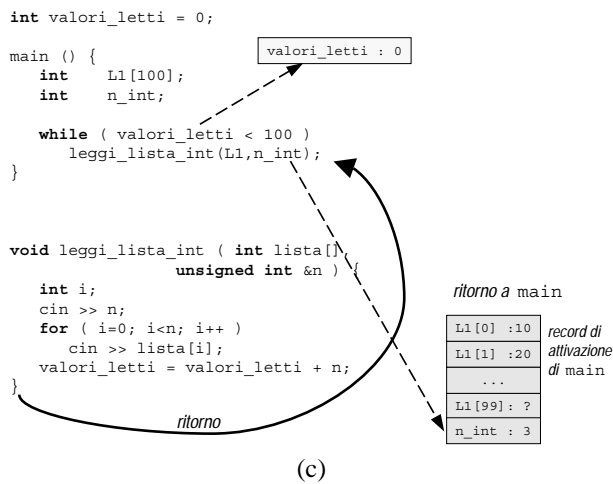 int valori_letti = 0;
valori_letti : 0
main () {
int L1[100];
int n_int;
while ( valori_letti < 100 )
leggi_lista_int(L1,n_int);
}
void leggi_lista_int ( int lista[],
unsigned int &n ) {
int i;
cin >> n;
for ( i=0; i<n; i++ )
cin >> lista[i];
valori_letti = valori_letti + n;
}
ritorno
ritorno a main
L1[0] :10
L1[1] :20
...
L1[99]: ?
n_int : 3
record di
attivazione
di main
(c)